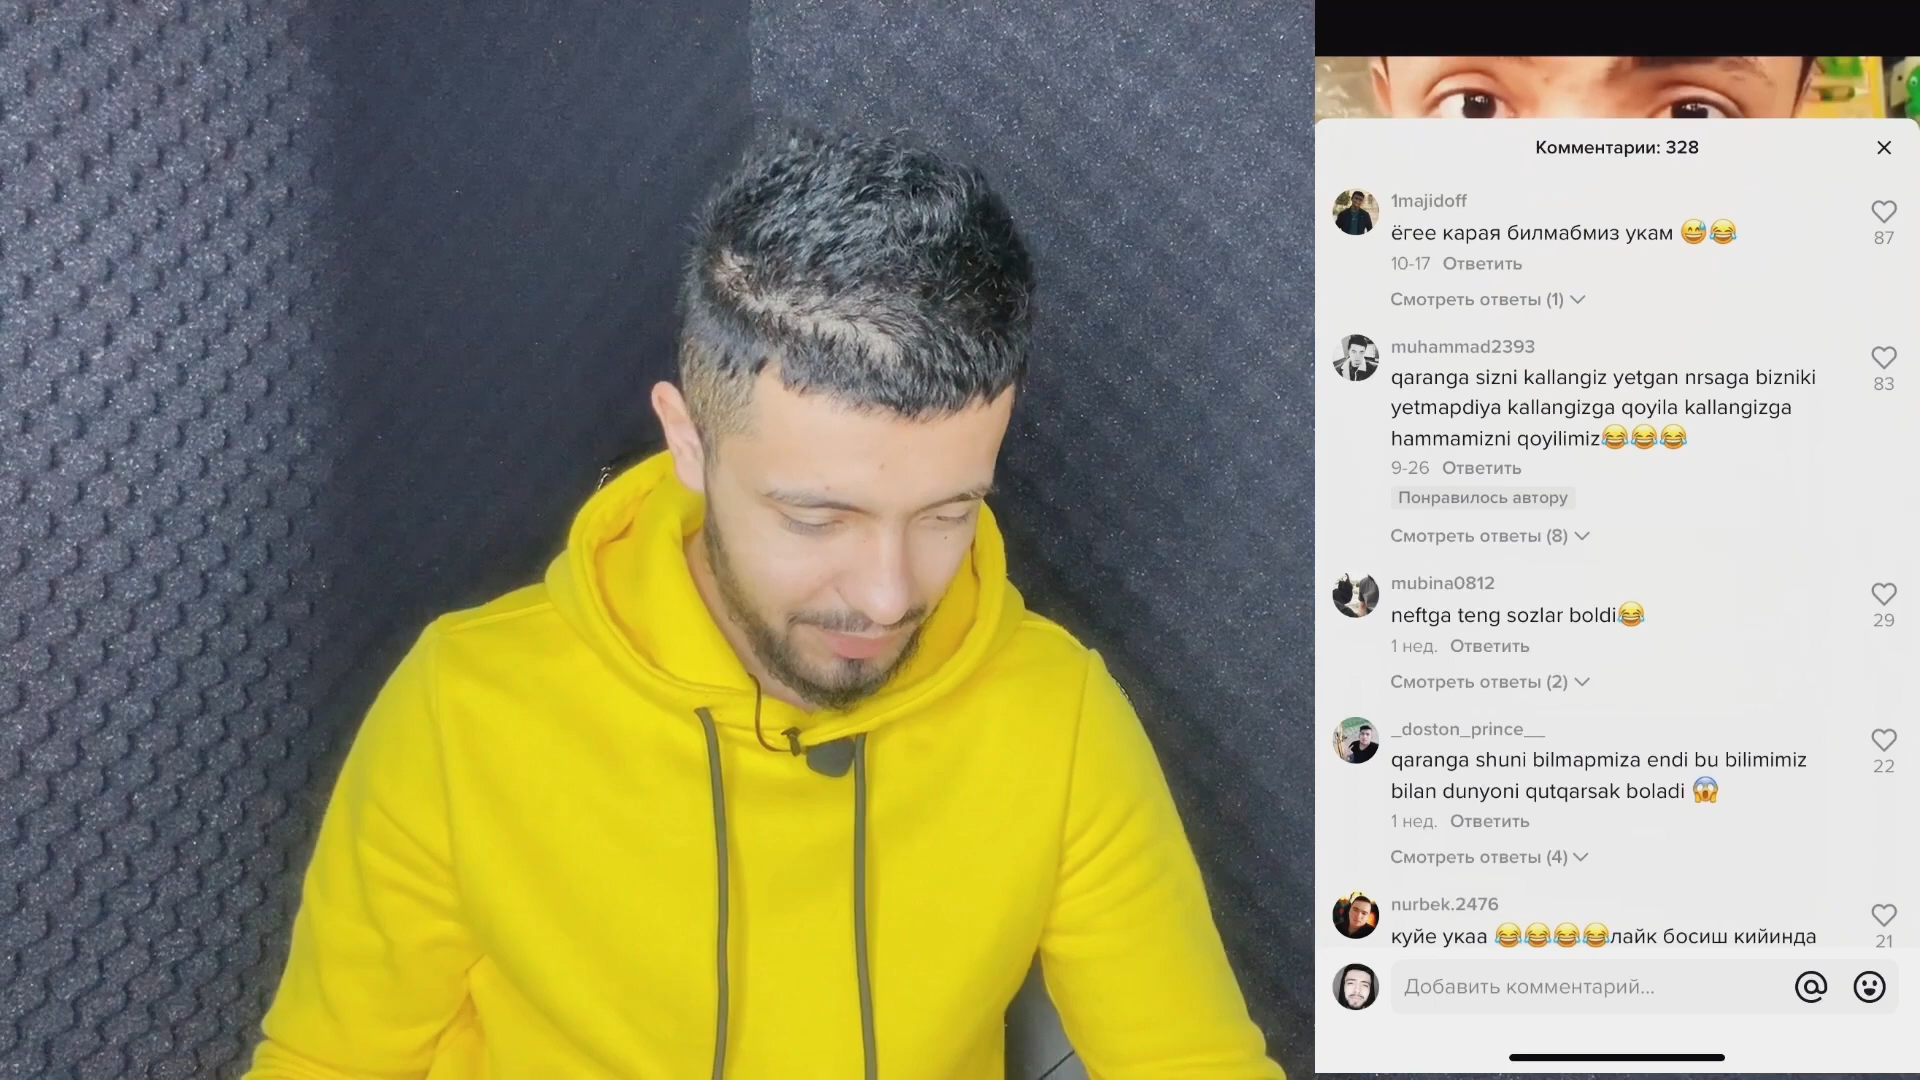 Комментарии: 328
1majidoff
ёгее карая билмабмиз укам 😅😂
87
10-17 Ответить
Смотреть ответы (1)
muhammad2393
qaranga sizni kallangiz yetgan nrsaga bizniki
83
yetmapdiya kallangizga qoyila kallangizga
hammamizni qoyilimiz😂😂😂
9-26 Ответить
Понравилось автору
Смотреть ответы (8)
mubina0812
neftga teng sozlar boldi😂
29
1 нед. Ответить
Смотреть ответы (2)
_doston_prince__
qaranga shuni bilmapmiza endi bu bilimimiz
22
bilan dunyoni qutqarsak boladi 😱
1 нед. Ответить
Смотреть ответы (4)
nurbek.2476
куйе укаа 😂😂😂😂лайк босиш кийинда
21
Добавить комментарий...